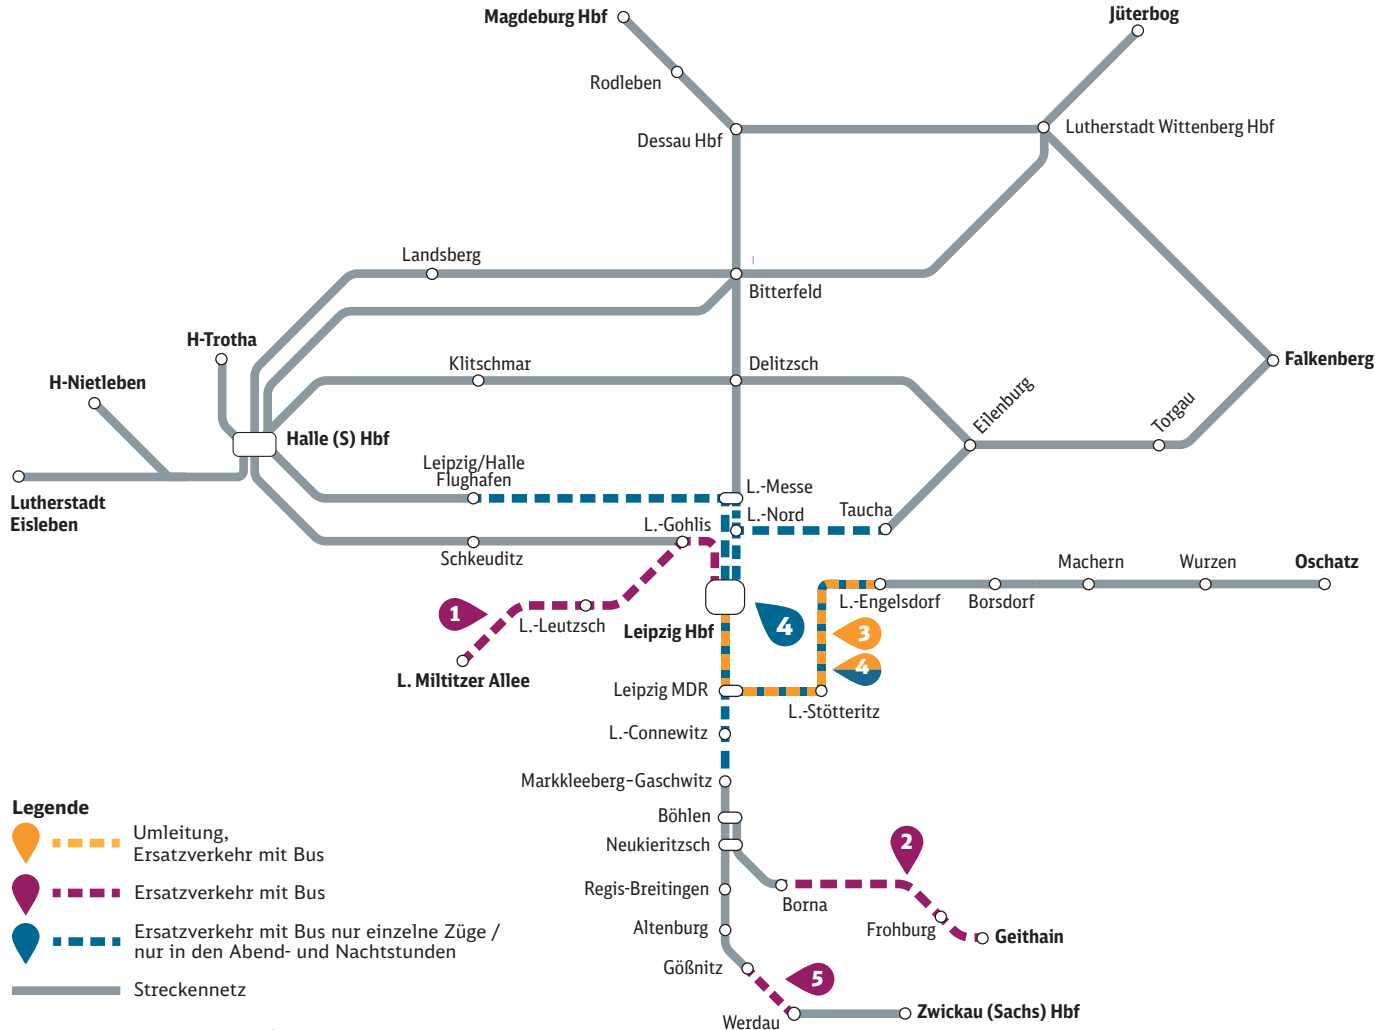 Magdeburg Hbf
Jüterbog
Rodleben
Dessau Hbf
Lutherstadt Wittenberg Hbf
Landsberg
Bitterfeld
H-Trotha
Klitschmar
Delitzsch
Falkenberg
H-Nietleben
Eilenburg
Torgau
Halle (S) Hbf
Leipzig/Halle
Flughafen
L.-Messe
Lutherstadt
Eisleben
L.-Nord
Taucha
L.-Gohlis
Schkeuditz
Machern
Wurzen
Oschatz
L.-Engelsdorf
Borsdorf
1
L.-Leutzsch
Leipzig Hbf
4
3
4
L. Miltitzer Allee
Leipzig MDR
L.-Stötteritz
L.-Connewitz
Markkleeberg-Gaschwitz
Böhlen
Neukieritzsch
2
Regis-Breitingen
Borna
Altenburg
Frohburg
Geithain
Gößnitz
5
Werdau
Zwickau (Sachs) Hbf
Legende
Umleitung,
Ersatzverkehr mit Bus
Ersatzverkehr mit Bus
Ersatzverkehr mit Bus nur einzelne Züge /
nur in den Abend- und Nachtstunden
Streckennetz